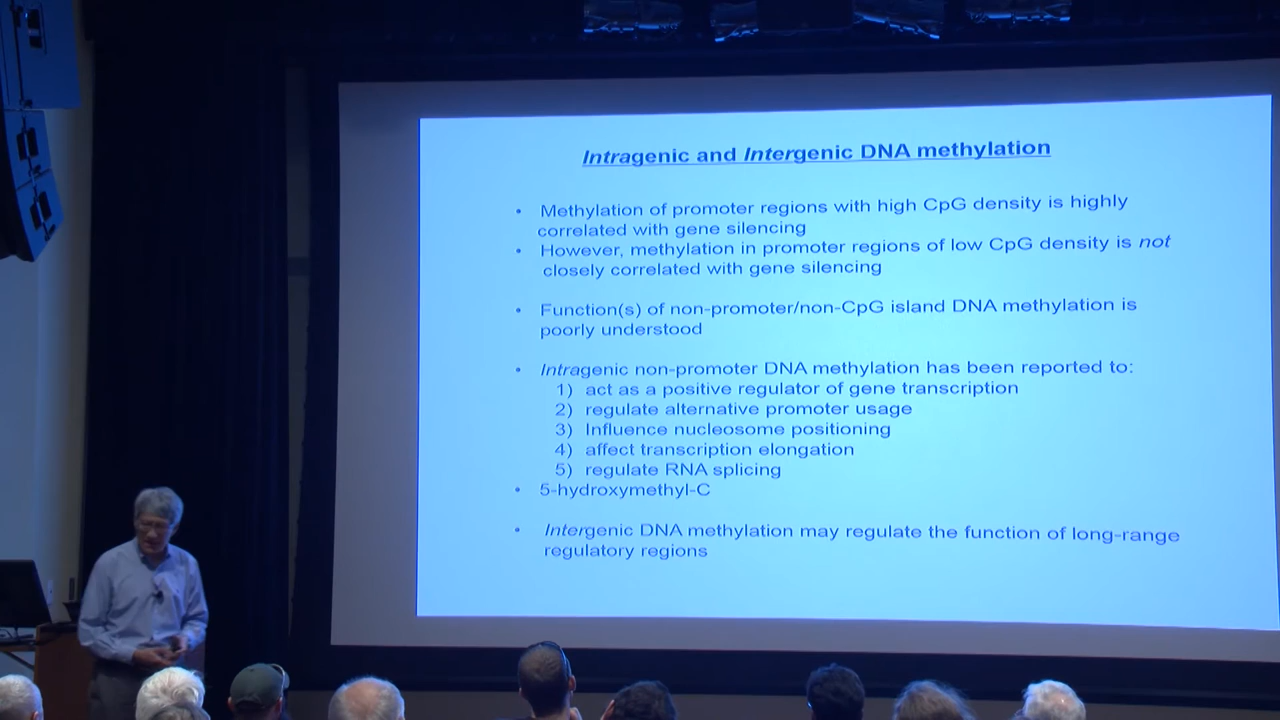 Intragenic and Intergenic DNA methylation
• Methylation of promoter regions with high CpG density is highly
correlated with gene silencing
• However, methylation in promoter regions of low CpG density is not
closely correlated with gene silencing
• Function(s) of non-promoter/non-CpG island DNA methylation is
poorly understood
• Intragenic non-promoter DNA methylation has been reported to:
1) act as a positive regulator of gene transcription
2) regulate alternative promoter usage
3) Influence nucleosome positioning
4) affect transcription elongation
5) regulate RNA splicing
• 5-hydroxymethyl-C
• Intergenic DNA methylation may regulate the function of long-range
regulatory regions